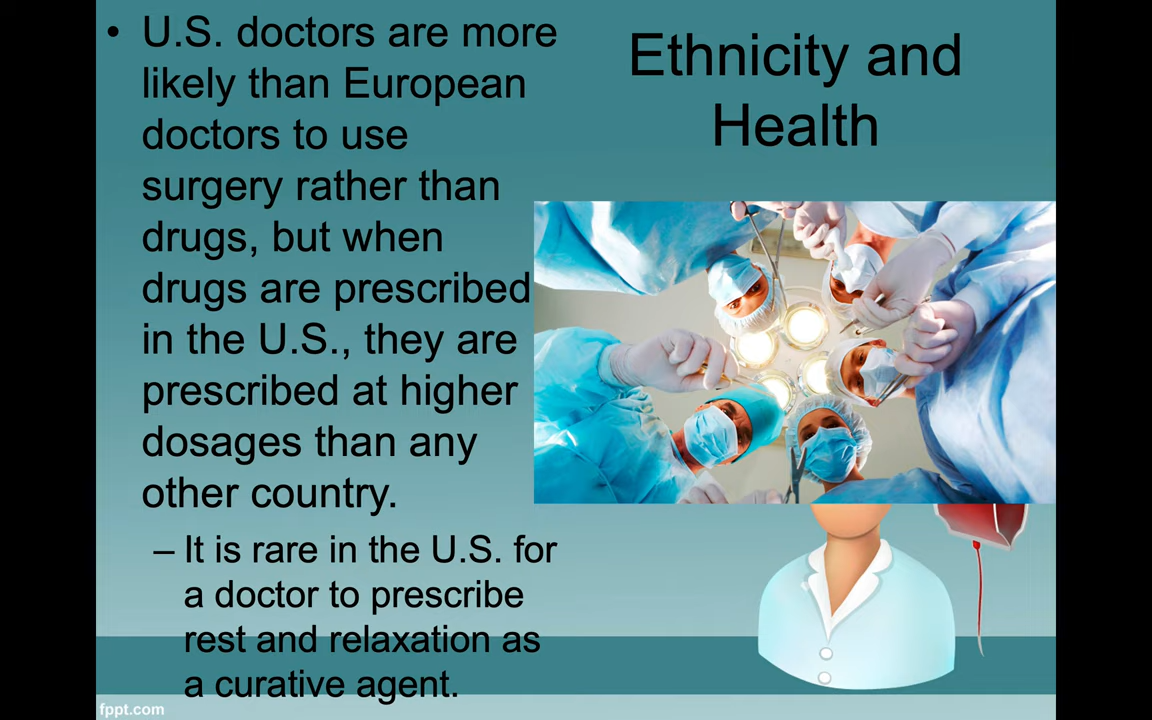 Ethnicity and
Health
• U.S. doctors are more
likely than European
doctors to use
surgery rather than
drugs, but when
drugs are prescribed
in the U.S., they are
prescribed at higher
dosages than any
other country.
– It is rare in the U.S. for
a doctor to prescribe
rest and relaxation as
a curative agent.
fppt.com